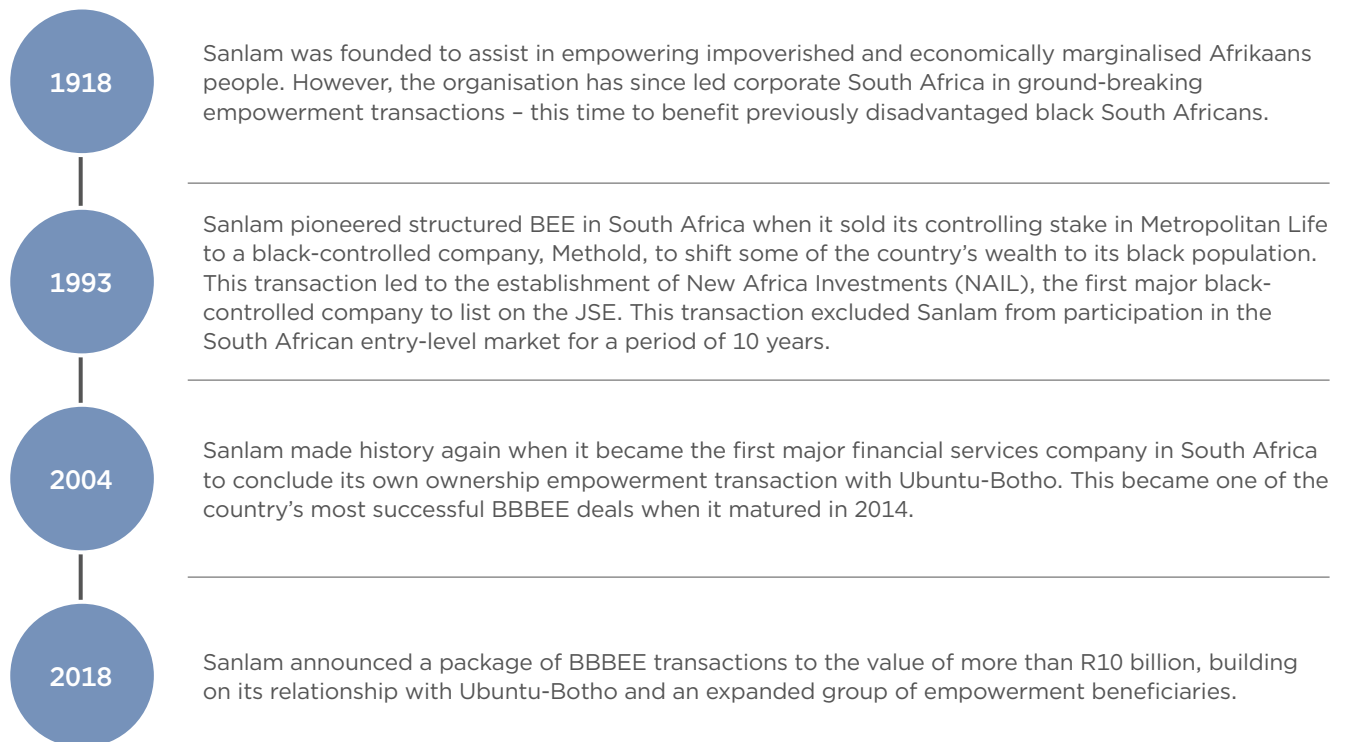 1918
Sanlam was founded to assist in empowering impoverished and economically marginalised Afrikaans
people. However, the organisation has since led corporate South Africa in ground-breaking
empowerment transactions – this time to benefit previously disadvantaged black South Africans.
1993
Sanlam pioneered structured BEE in South Africa when it sold its controlling stake in Metropolitan Life
to a black-controlled company, Methold, to shift some of the country's wealth to its black population.
This transaction led to the establishment of New Africa Investments (NAIL), the first major black-
controlled company to list on the JSE. This transaction excluded Sanlam from participation in the
South African entry-level market for a period of 10 years.
2004
Sanlam made history again when it became the first major financial services company in South Africa
to conclude its own ownership empowerment transaction with Ubuntu-Botho. This became one of the
country's most successful BBBEE deals when it matured in 2014.
2018
Sanlam announced a package of BBBEE transactions to the value of more than R10 billion, building
on its relationship with Ubuntu-Botho and an expanded group of empowerment beneficiaries.